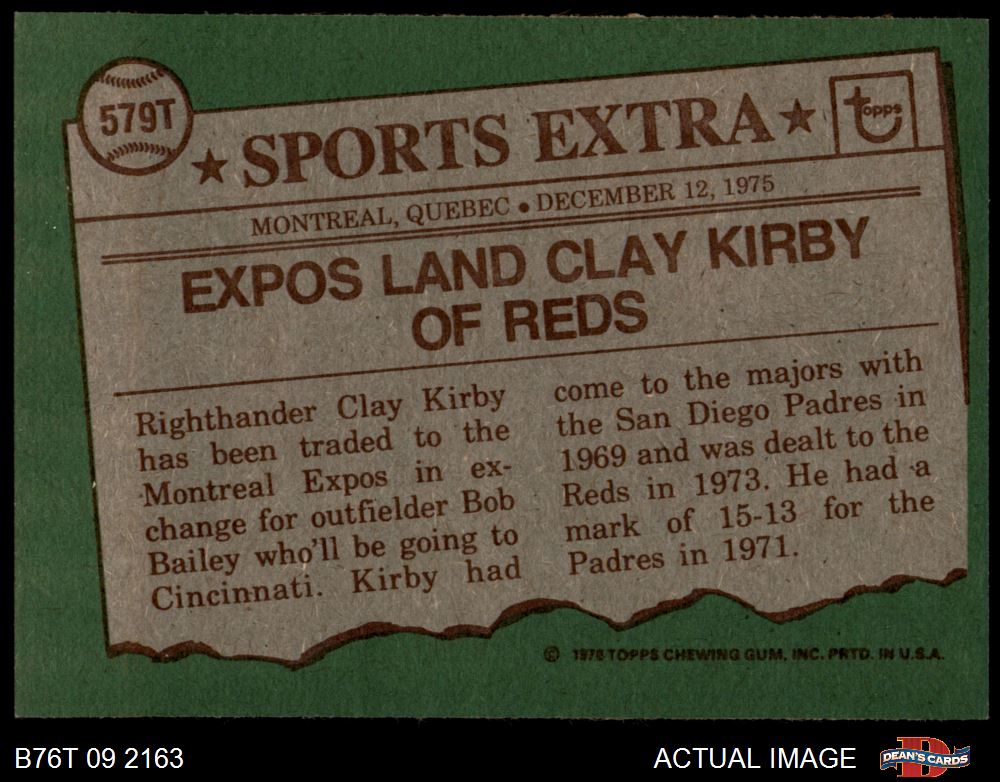 579T
★ SPORTS EXTRA ★
topps
MONTREAL, QUEBEC • DECEMBER 12, 1975
EXPOS LAND CLAY KIRBY
OF REDS
Righthander Clay Kirby
has been traded to the
Montreal Expos in ex-
change for outfielder Bob
Bailey who'll be going to
Cincinnati. Kirby had
come to the majors with
the San Diego Padres in
1969 and was dealt to the
Reds in 1973. He had a
mark of 15-13 for the
Padres in 1971.
© 1976 TOPPS CHEWING GUM, INC. PRTD. IN U.S.A.
B76T 09 2163
ACTUAL IMAGE
DEAN'S CARDS